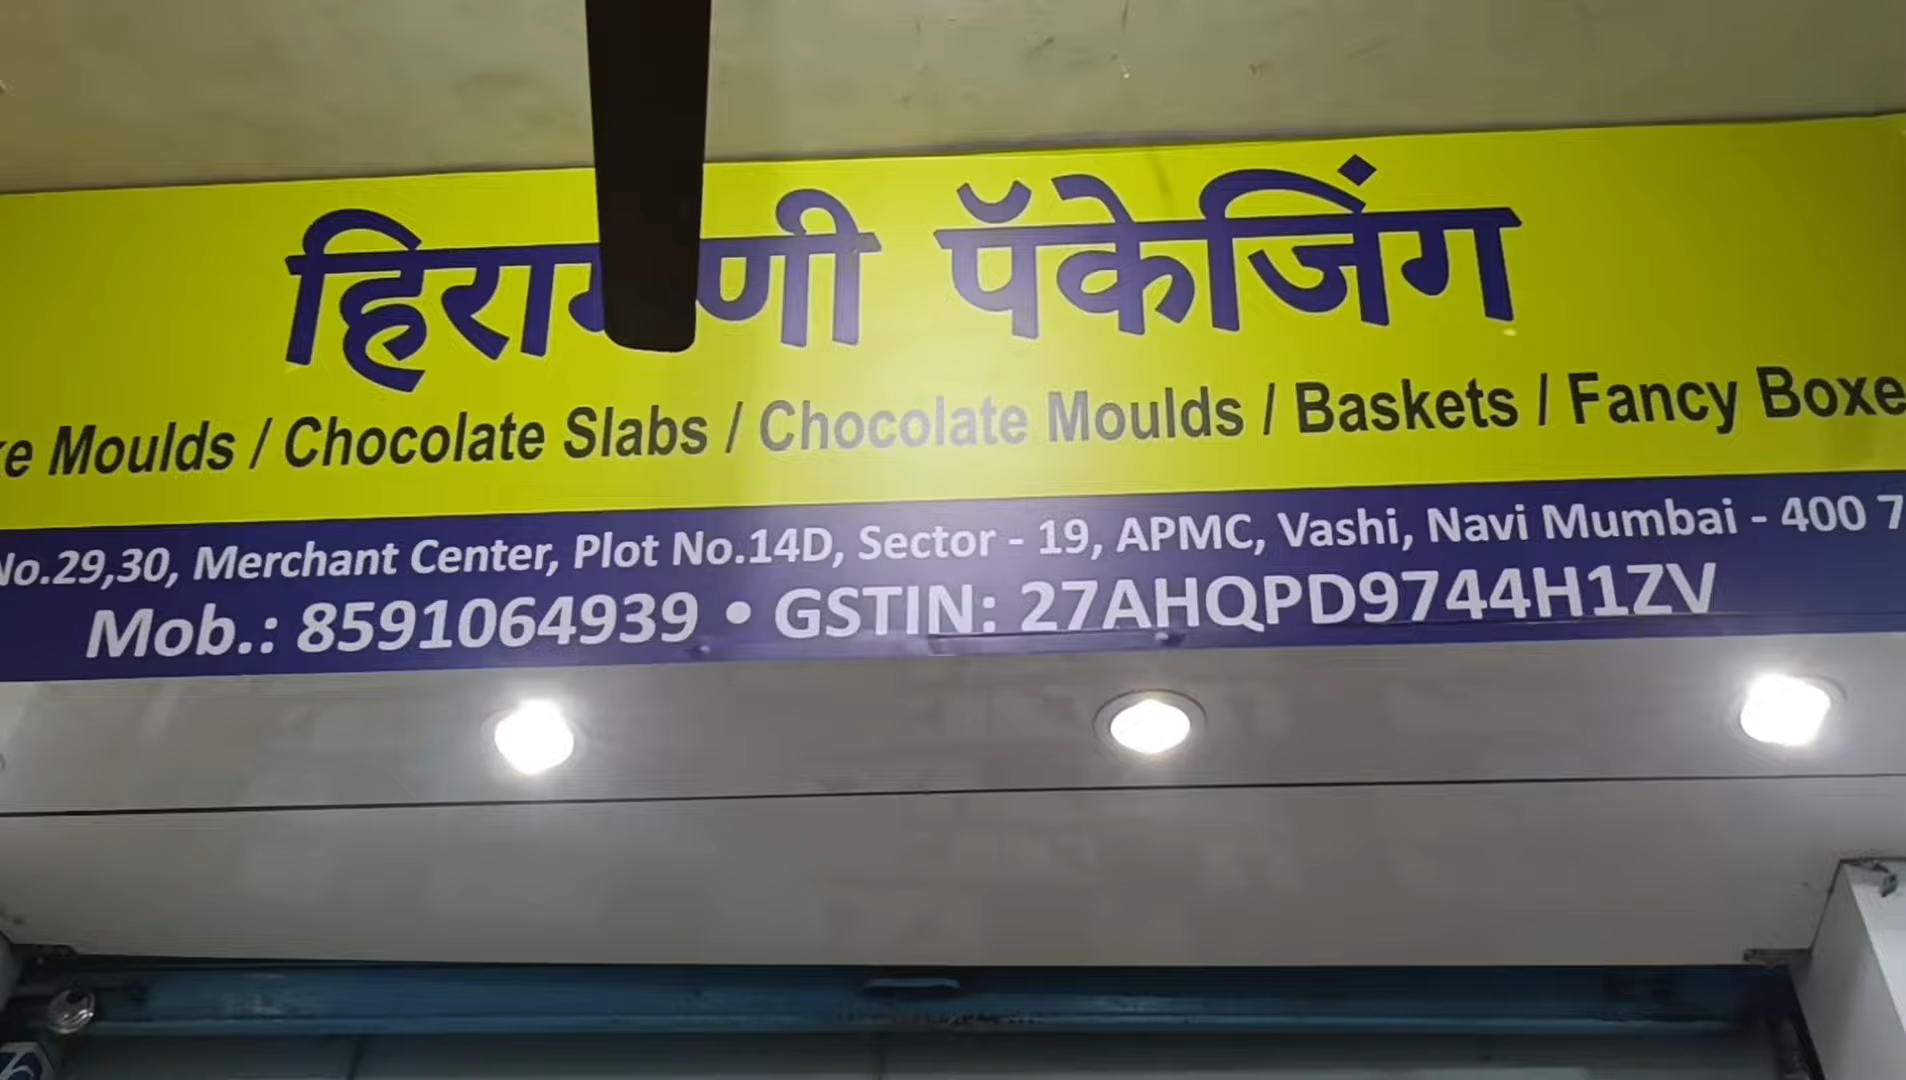 पॅकेजिंग
Moulds / Chocolate Slabs / Chocolate Moulds / Baskets / Fancy
No.29,30, Merchant Center, Plot No.14D, Sector - 19, APMC, Vashi, Navi Mumbai - 400 7
Mob.: 8591064939 • GSTIN: 27AHQPD9744H1ZV